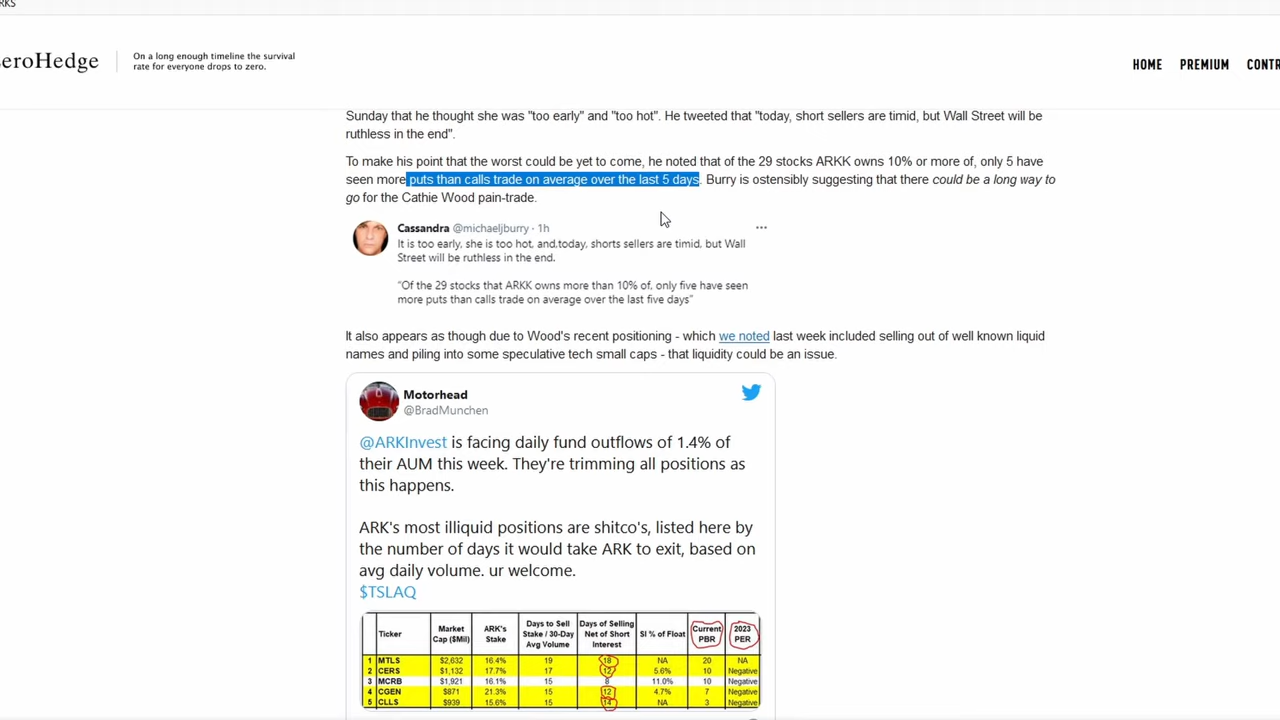 RKS
eroHedge
On a long enough timeline the survival
rate for everyone drops to zero.
HOME PREMIUM CONTR
Sunday that he thought she was "too early" and "too hot". He tweeted that "today, short sellers are timid, but Wall Street will be
ruthless in the end".
To make his point that the worst could be yet to come, he noted that of the 29 stocks ARKK owns 10% or more of, only 5 have
seen more puts than calls trade on average over the last 5 days. Burry is ostensibly suggesting that there could be a long way to
go for the Cathie Wood pain-trade.
Cassandra @michaeljburry · 1h ···
It is too early, she is too hot, and,today, shorts sellers are timid, but Wall
Street will be ruthless in the end.
"Of the 29 stocks that ARKK owns more than 10% of, only five have seen
more puts than calls trade on average over the last five days"
It also appears as though due to Wood's recent positioning - which we noted last week included selling out of well known liquid
names and piling into some speculative tech small caps - that liquidity could be an issue.
Motorhead
@BradMunchen
@ARKInvest is facing daily fund outflows of 1.4% of
their AUM this week. They're trimming all positions as
this happens.
ARK's most illiquid positions are shitco's, listed here by
the number of days it would take ARK to exit, based on
avg daily volume. ur welcome.
$TSLAQ
Ticker Market Cap ($Mil) ARK's Stake Days to Sell Stake / 30-Day Avg Volume Days of Selling Net of Short Interest SI % of Float Current PBR 2023 PER
1 MTLS $2,632 16.4% 19 18 NA 20 NA
2 CERS $1,132 17.7% 17 12 5.6% 10 Negative
3 MCRB $1,921 16.1% 15 8 11.0% 10 Negative
4 CGEN $871 21.3% 15 12 4.7% 7 Negative
5 CLLS $939 15.6% 15 14 NA 3 Negative